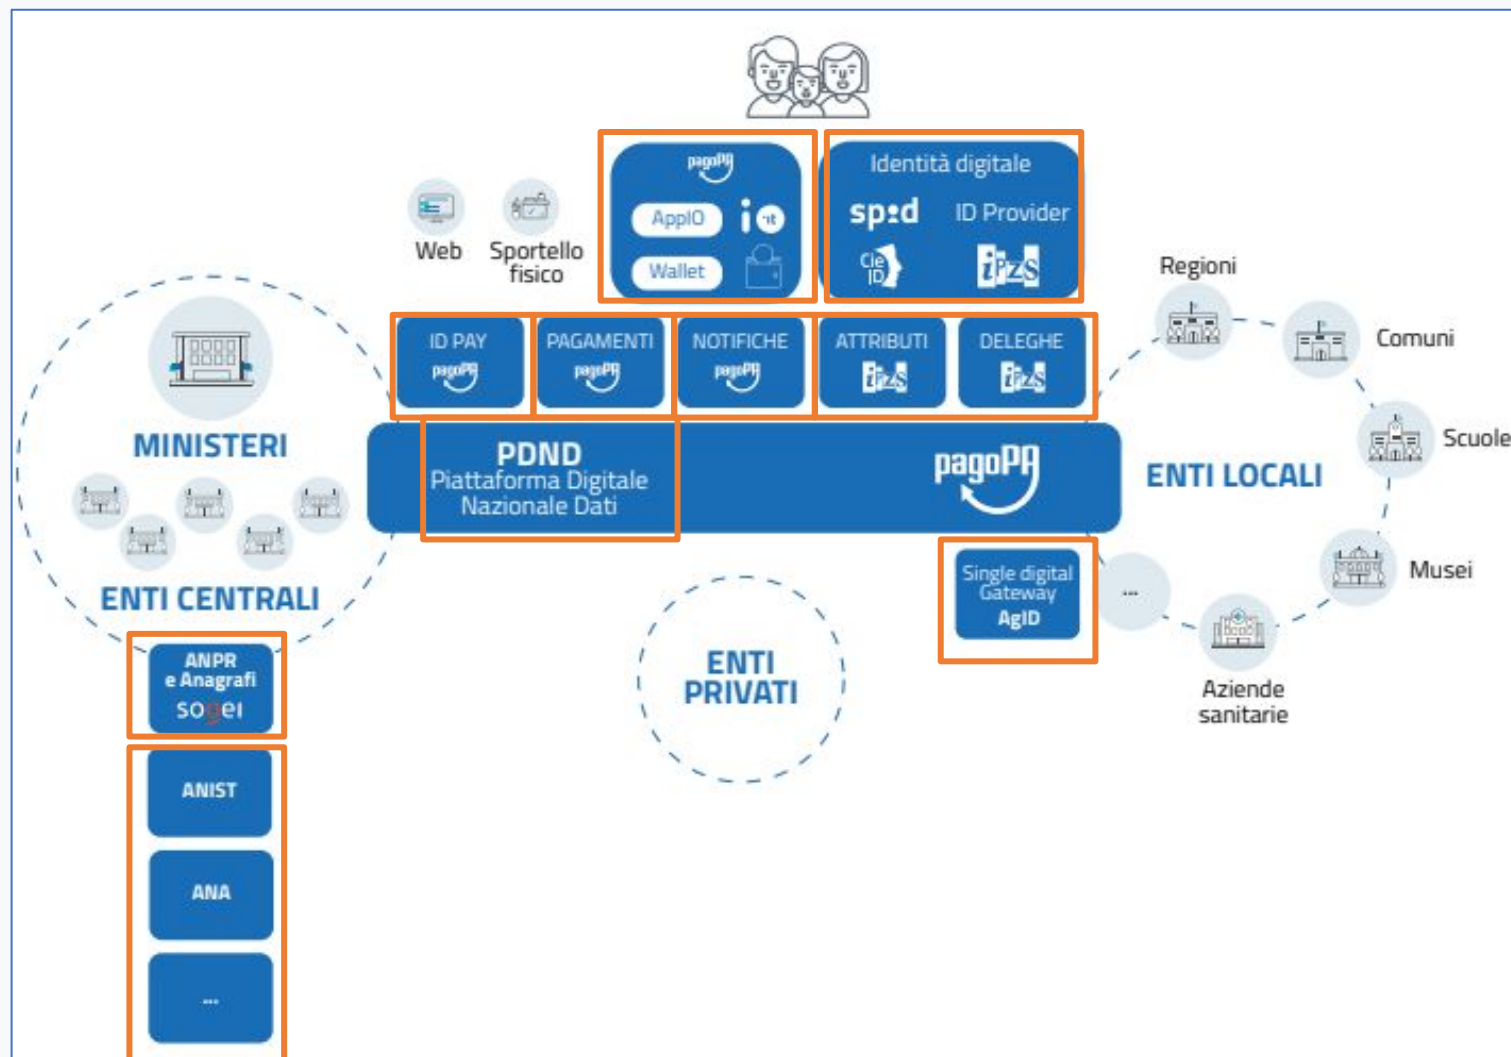 pagoPA
AppIO
io .it
Wallet
Identità digitale
spid
ID Provider
Cie
ID
iPZS
Web
Sportello
fisico
ID PAY
pagoPA
PAGAMENTI
pagoPA
NOTIFICHE
pagoPA
ATTRIBUTI
iPZS
DELEGHE
iPZS
MINISTERI
ENTI CENTRALI
PDND
Piattaforma Digitale
Nazionale Dati
pagoPA
Regioni
Comuni
Scuole
ENTI LOCALI
Musei
...
Aziende
sanitarie
Single digital
Gateway
AgID
ENTI
PRIVATI
ANPR
e Anagrafi
sogei
ANIST
ANA
...